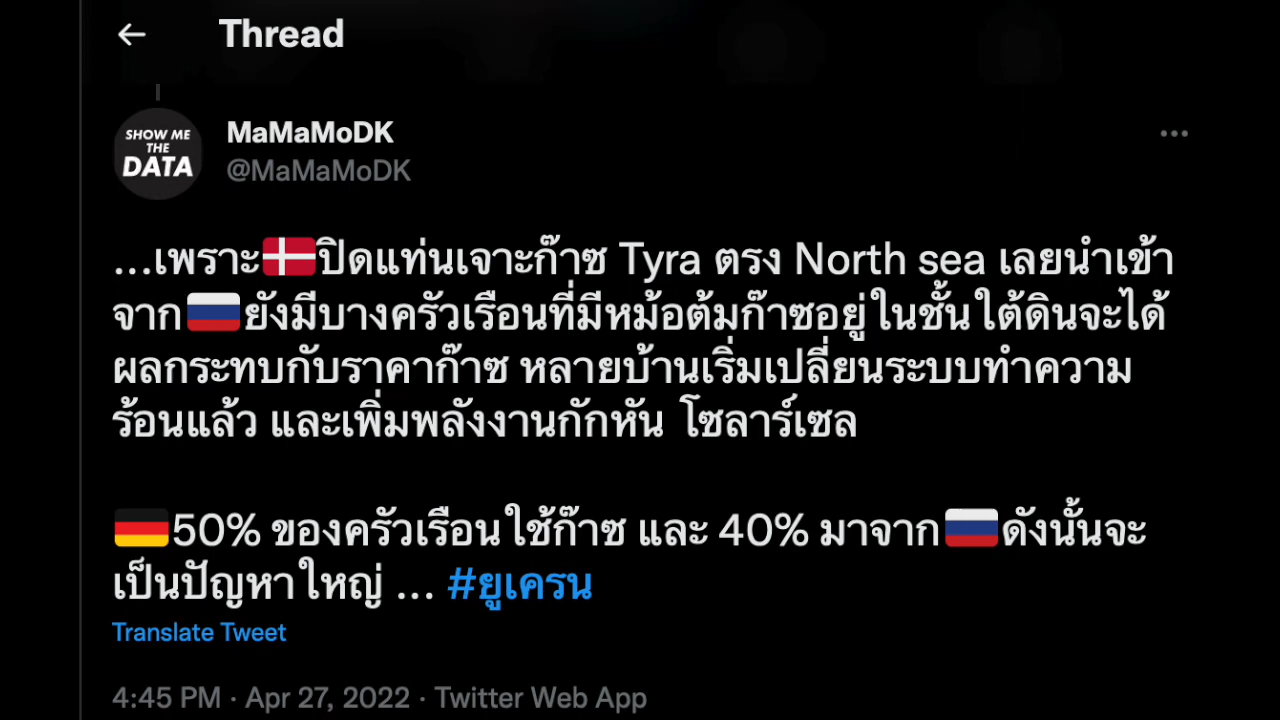 Thread
SHOW ME
THE
DATA
MaMaMoDK
@MaMaMoDK
...เพราะ🇩🇰ปิดแท่นเจาะก๊าซ Tyra ตรง North sea เลยนำเข้า
จาก🇷🇺ยังมีบางครัวเรือนที่มีหม้อต้มก๊าซอยู่ในชั้นใต้ดินจะได้
ผลกระทบกับราคาก๊าซ หลายบ้านเริ่มเปลี่ยนระบบทำความ
ร้อนแล้ว และเพิ่มพลังงานกักหัน โซลาร์เซล
🇩🇪50% ของครัวเรือนใช้ก๊าซ และ 40% มาจาก🇷🇺ดังนั้นจะ
เป็นปัญหาใหญ่ ... #ยูเครน
Translate Tweet
4:45 PM · Apr 27, 2022 · Twitter Web App